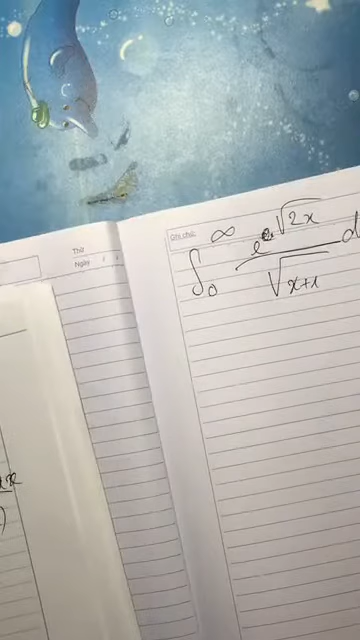 Thứ
Ngày / /
Ghi chú:
∫₀^∞ e^√(2x) / √(x+1) d